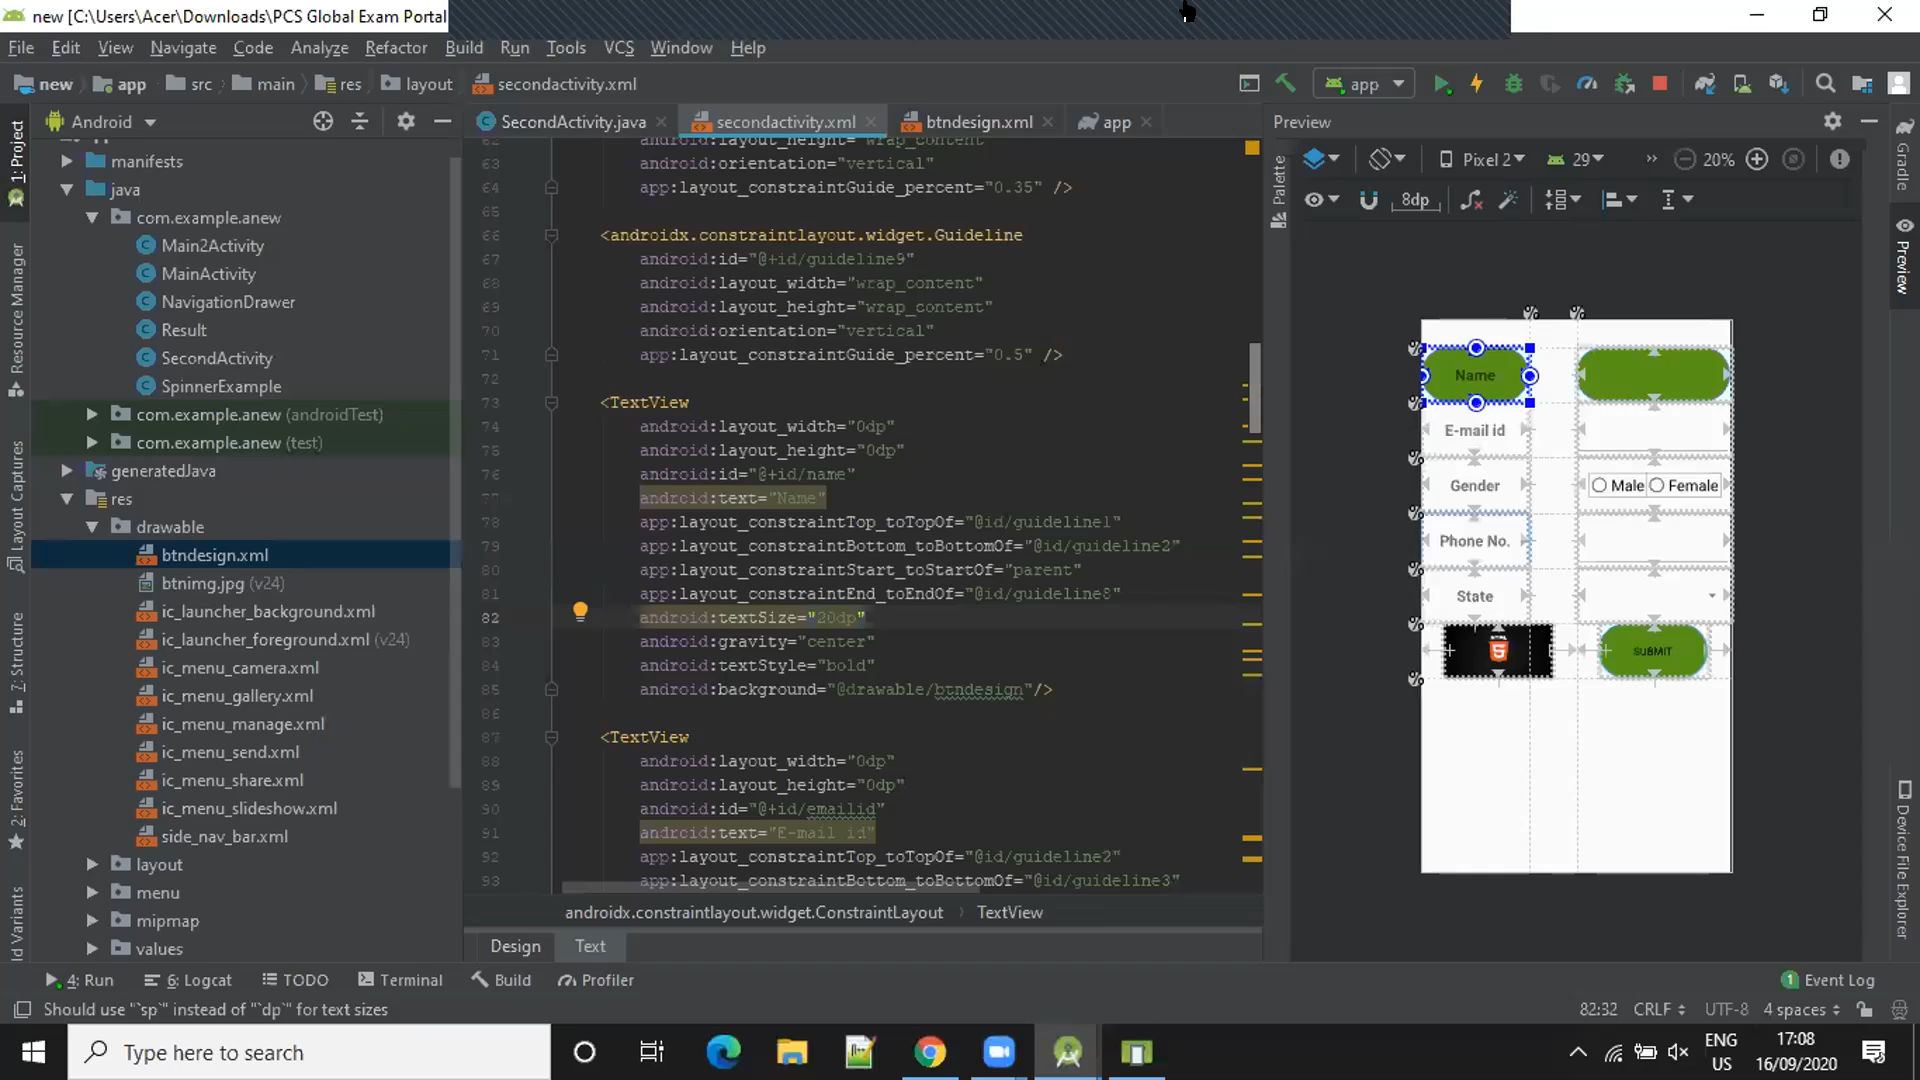 new [C:\Users\Acer\Downloads\PCS Global Exam Portal
File Edit View Navigate Code Analyze Refactor Build Run Tools VCS Window Help
new app src main res layout secondactivity.xml app
Android SecondActivity.java secondactivity.xml btndesign.xml app Preview
1: Project
Resource Manager
Layout Captures
7: Structure
2: Favorites
ld Variants
manifests
java
com.example.anew
Main2Activity
MainActivity
NavigationDrawer
Result
SecondActivity
SpinnerExample
com.example.anew (androidTest)
com.example.anew (test)
generatedJava
res
drawable
btndesign.xml
btnimg.jpg (v24)
ic_launcher_background.xml
ic_launcher_foreground.xml (v24)
ic_menu_camera.xml
ic_menu_gallery.xml
ic_menu_manage.xml
ic_menu_send.xml
ic_menu_share.xml
ic_menu_slideshow.xml
side_nav_bar.xml
layout
menu
mipmap
values
62 android:layout_height="wrap_content"
63 android:orientation="vertical"
64 app:layout_constraintGuide_percent="0.35" />
65
66 <androidx.constraintlayout.widget.Guideline
67 android:id="@+id/guideline9"
68 android:layout_width="wrap_content"
69 android:layout_height="wrap_content"
70 android:orientation="vertical"
71 app:layout_constraintGuide_percent="0.5" />
72
73 <TextView
74 android:layout_width="0dp"
75 android:layout_height="0dp"
76 android:id="@+id/name"
77 android:text="Name"
78 app:layout_constraintTop_toTopOf="@id/guideline1"
79 app:layout_constraintBottom_toBottomOf="@id/guideline2"
80 app:layout_constraintStart_toStartOf="parent"
81 app:layout_constraintEnd_toEndOf="@id/guideline8"
82 android:textSize="20dp"
83 android:gravity="center"
84 android:textStyle="bold"
85 android:background="@drawable/btndesign"/>
86
87 <TextView
88 android:layout_width="0dp"
89 android:layout_height="0dp"
90 android:id="@+id/emailid"
91 android:text="E-mail id"
92 app:layout_constraintTop_toTopOf="@id/guideline2"
93 app:layout_constraintBottom_toBottomOf="@id/guideline3"
androidx.constraintlayout.widget.ConstraintLayout › TextView
Design Text
Palette
Pixel 2 29 » 20%
8dp
Name
E-mail id
Gender Male Female
Phone No.
State
5 SUBMIT
Gradle
Preview
Device File Explorer
4: Run 6: Logcat TODO Terminal Build Profiler 1 Event Log
Should use "`sp`" instead of "`dp`" for text sizes 82:32 CRLF UTF-8 4 spaces
Type here to search
ENG
US
17:08
16/09/2020